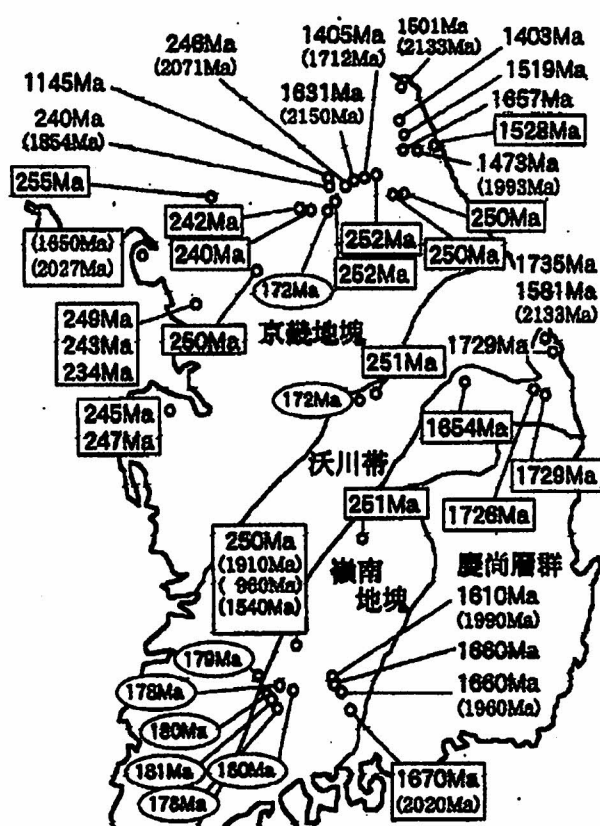 246Ma
(2071Ma)
1405Ma
(1712Ma)
1501Ma
(2133Ma)
1403Ma
1519Ma
1145Ma
1631Ma
(2150Ma)
1657Ma
1528Ma
240Ma
(1854Ma)
1473Ma
(1993Ma)
255Ma
242Ma
250Ma
(1650Ma)
(2027Ma)
240Ma
252Ma
250Ma
252Ma
172Ma
1735Ma
1581Ma
(2133Ma)
249Ma
243Ma
234Ma
250Ma
京畿地塊
251Ma
1729Ma
172Ma
245Ma
247Ma
1654Ma
沃川帯
1729Ma
251Ma
1726Ma
250Ma
(1910Ma)
( 960Ma)
(1540Ma)
嶺南
地塊
慶尚層群
1610Ma
(1990Ma)
179Ma
1660Ma
178Ma
1660Ma
(1960Ma)
180Ma
181Ma
180Ma
178Ma
1670Ma
(2020Ma)